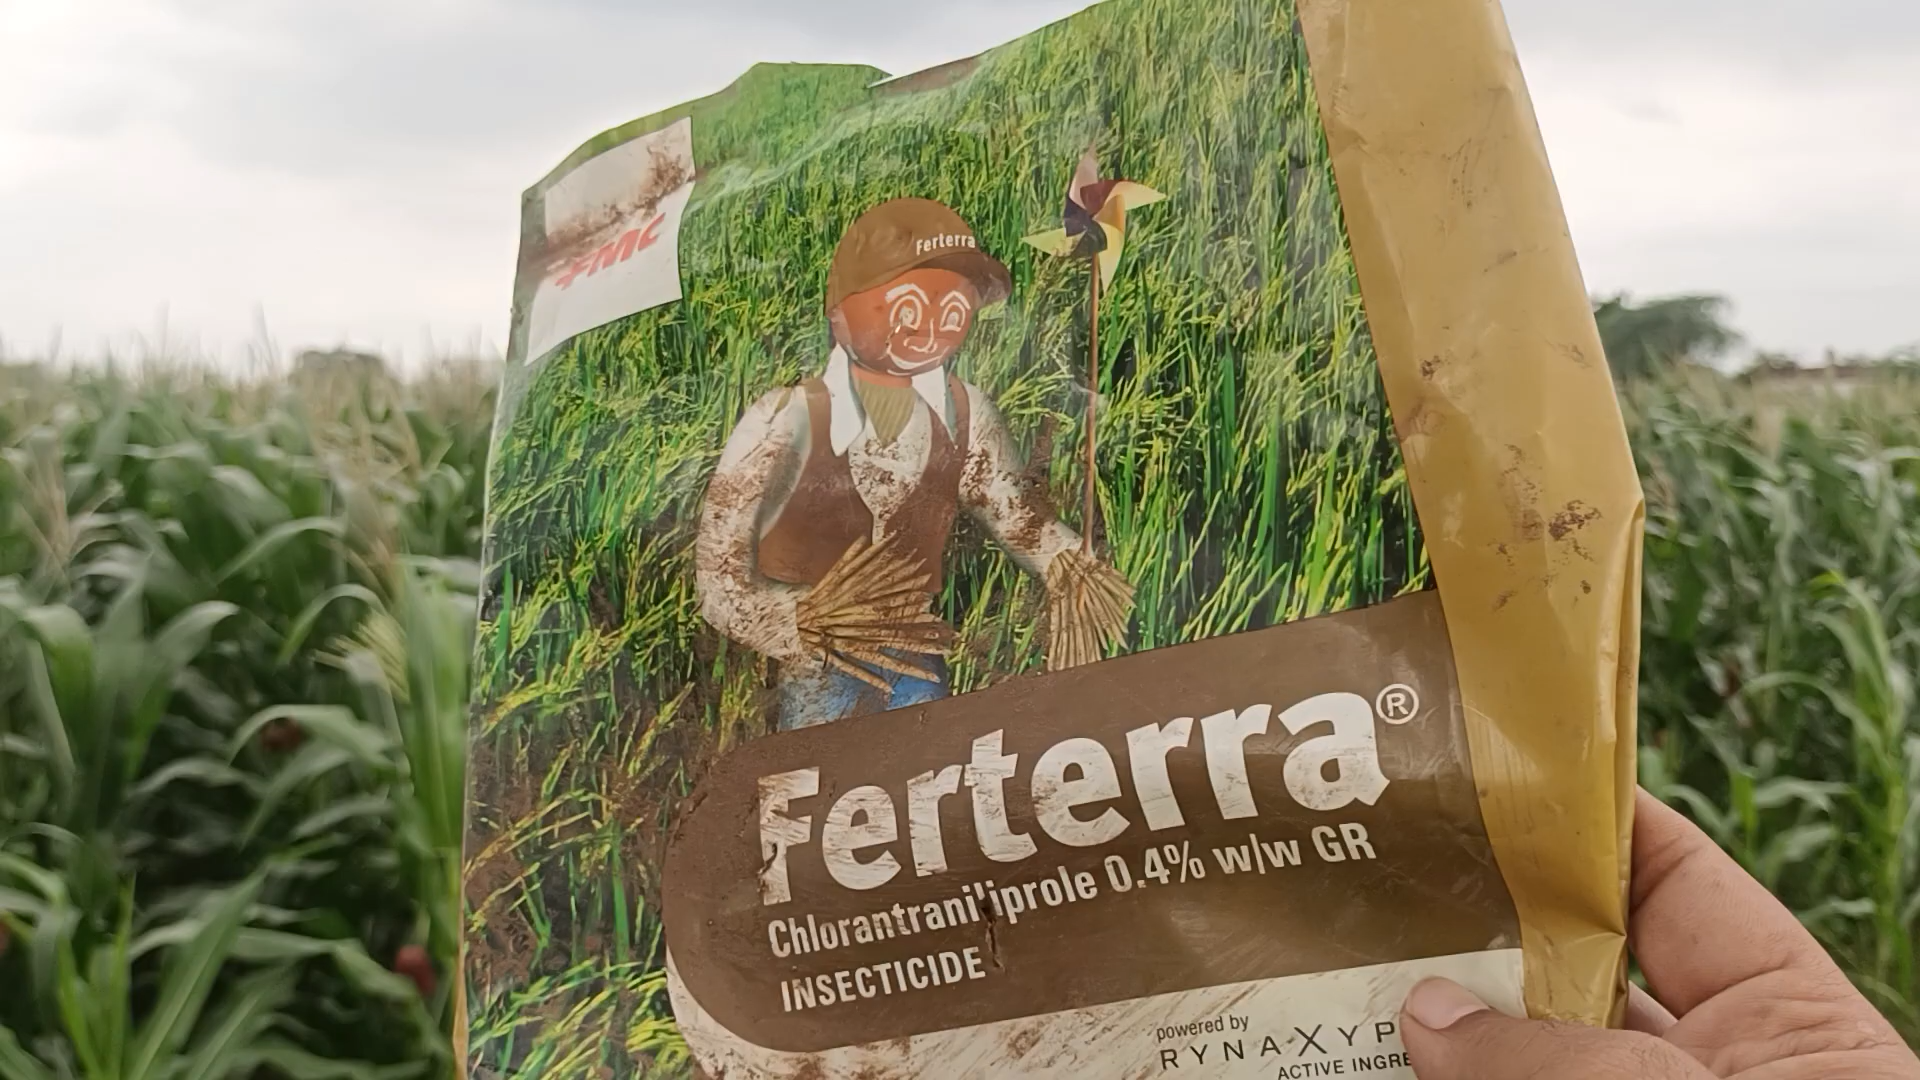 FMC
Ferterra
Ferterra®
Chlorantraniliprole 0.4% w/w GR
INSECTICIDE
powered by
RYNAXYP
ACTIVE INGRE